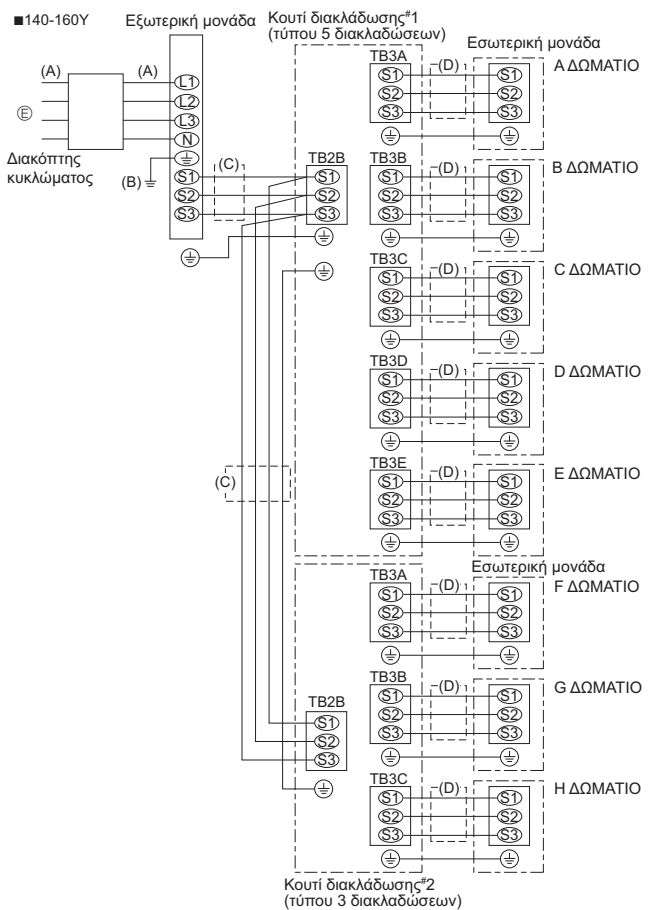 ■140-160Y
Εξωτερική μονάδα
Κουτί διακλάδωσης#1
(τύπου 5 διακλαδώσεων)
Εσωτερική μονάδα
(A)
(A)
L1
L2
L3
N
Ⓔ
Διακόπτης
κυκλώματος
(B)
S1
S2
S3
(C)
TB2B
S1
S2
S3
TB3A
S1
S2
S3
(D)
S1
S2
S3
A ΔΩΜΑΤΙΟ
TB3B
S1
S2
S3
(D)
S1
S2
S3
B ΔΩΜΑΤΙΟ
TB3C
S1
S2
S3
(D)
S1
S2
S3
C ΔΩΜΑΤΙΟ
TB3D
S1
S2
S3
(D)
S1
S2
S3
D ΔΩΜΑΤΙΟ
(C)
TB3E
S1
S2
S3
(D)
S1
S2
S3
E ΔΩΜΑΤΙΟ
Εσωτερική μονάδα
TB3A
S1
S2
S3
(D)
S1
S2
S3
F ΔΩΜΑΤΙΟ
TB2B
S1
S2
S3
TB3B
S1
S2
S3
(D)
S1
S2
S3
G ΔΩΜΑΤΙΟ
TB3C
S1
S2
S3
(D)
S1
S2
S3
H ΔΩΜΑΤΙΟ
Κουτί διακλάδωσης#2
(τύπου 3 διακλαδώσεων)